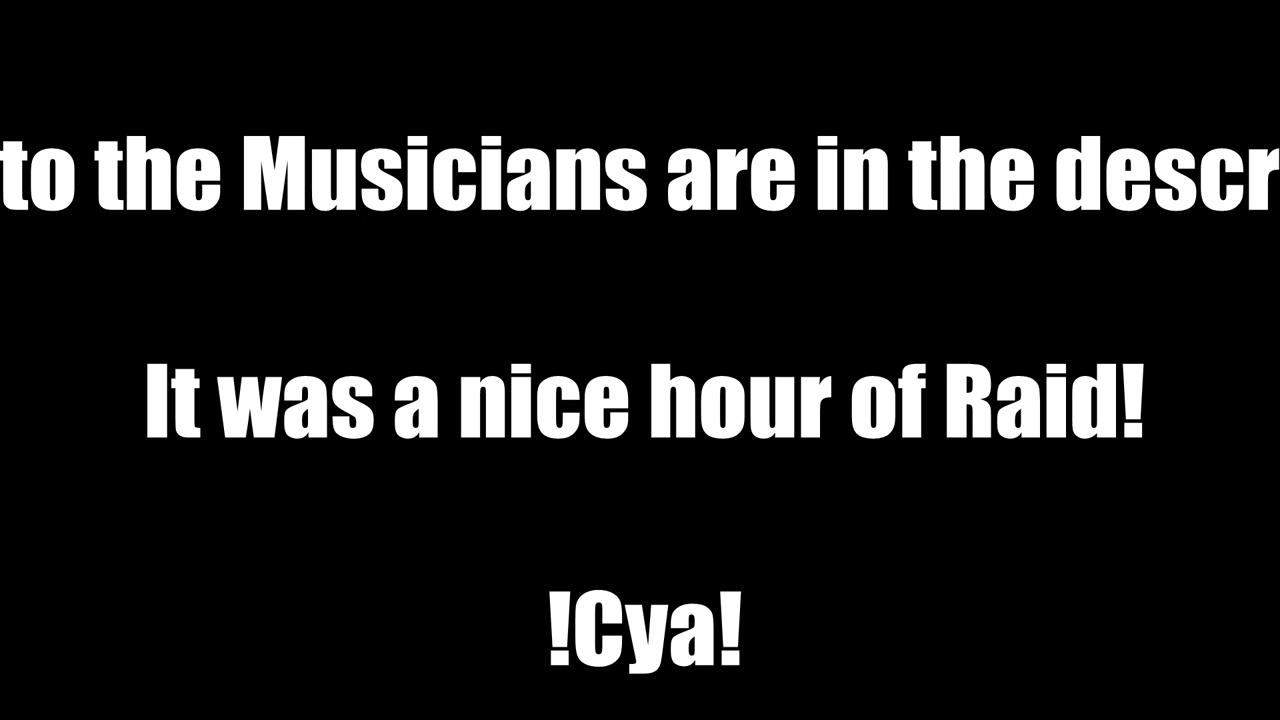 to the Musicians are in the descr
It was a nice hour of Raid!
!Cya!